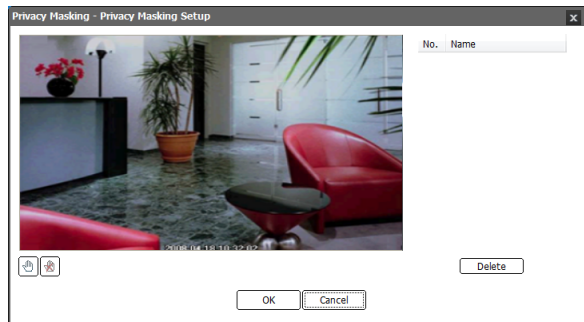 Privacy Masking - Privacy Masking Setup
x
No. Name
2008 04 18 10 32 02
Delete
OK Cancel